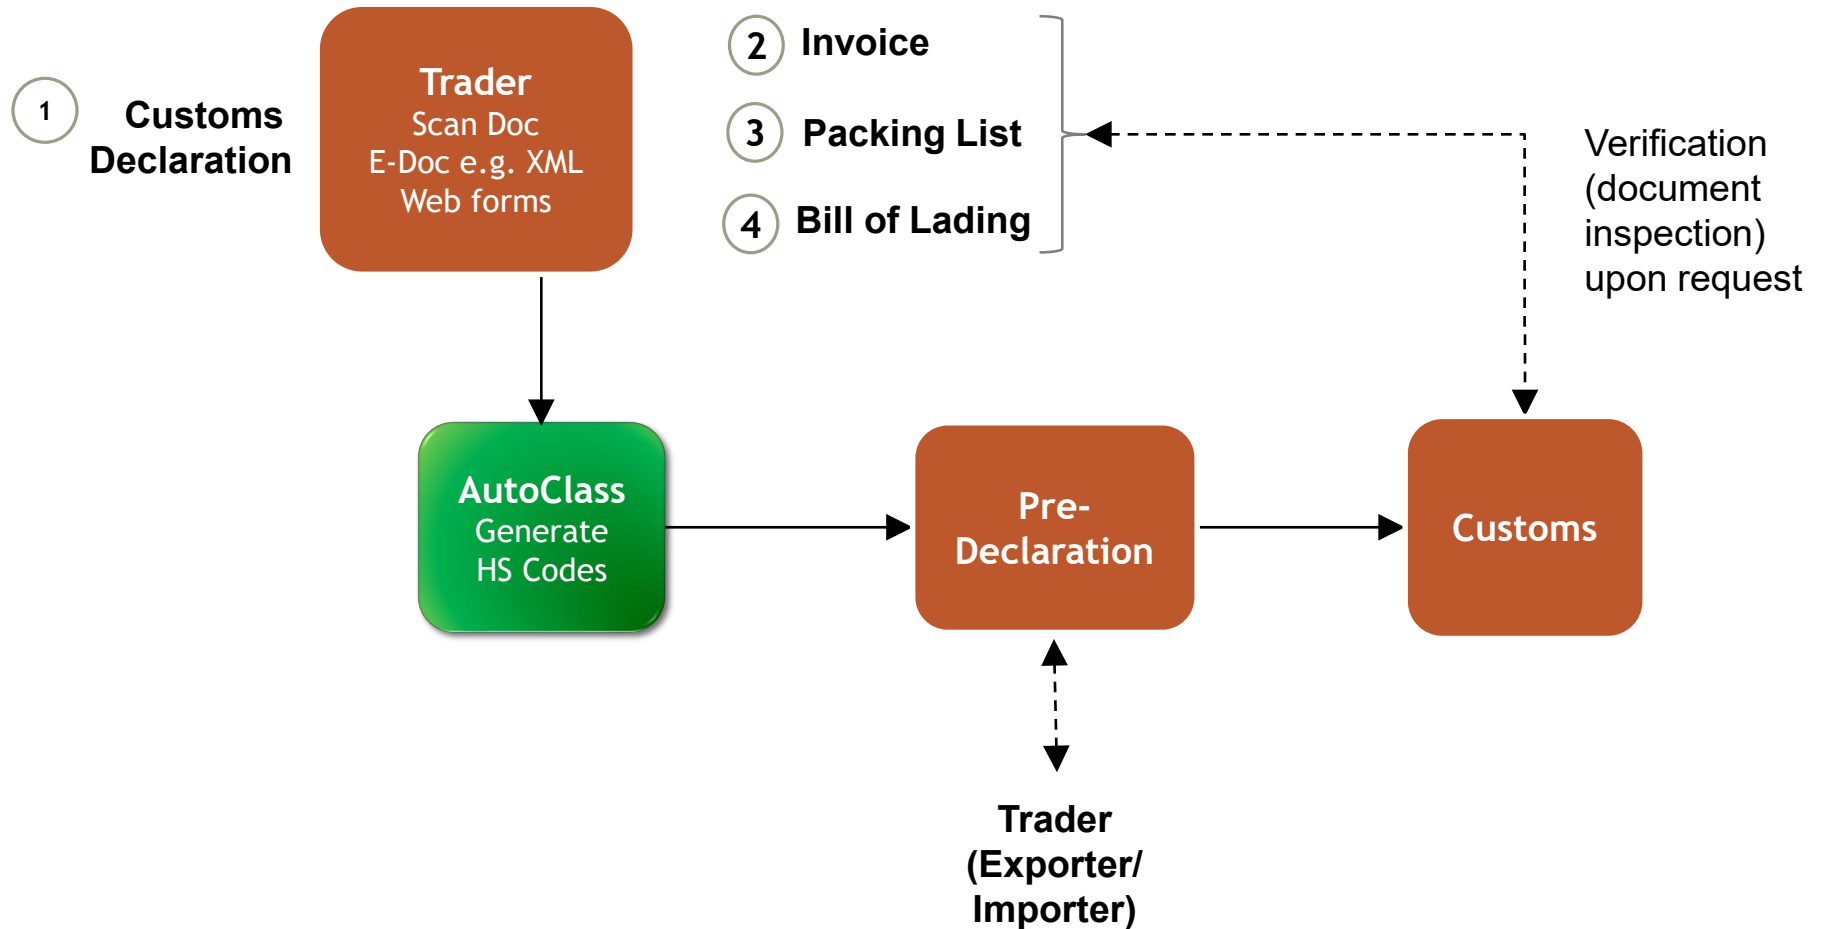 1
Customs
Declaration
Trader
Scan Doc
E-Doc e.g. XML
Web forms
2 Invoice
3 Packing List
4 Bill of Lading
Verification
(document
inspection)
upon request
AutoClass
Generate
HS Codes
Pre-
Declaration
Customs
Trader
(Exporter/
Importer)